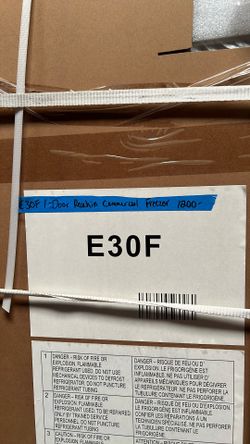 E30F 1-Door Reachin Commercial Freezer 1200-
E30F
1 DANGER - RISK OF FIRE OR
EXPLOSION. FLAMMABLE
REFRIGERANT USED. DO NOT USE
MECHANICAL DEVICES TO DEFROST
REFRIGERATOR. DO NOT PUNCTURE
REFRIGERANT TUBING.
DANGER - RISQUE DE FEU OU D`
EXPLOSION. LE FRIGORIGÈNE EST
INFLAMMABLE. NE PAS UTILISER D`
APPAREILS MÉCANIQUES POUR DÉGIVRER
LE RÉFRIGÉRATEUR. NE PAS PERFORER LA
TUBULURE CONTENANT LE FRIGORIGÈNE.
2 DANGER - RISK OF FIRE OR
EXPLOSION. FLAMMABLE
REFRIGERANT USED. TO BE REPAIRED
ONLY BY TRAINED SERVICE
PERSONNEL. DO NOT PUNCTURE
REFRIGERANT TUBING.
DANGER - RISQUE DE FEU OU D`EXPLOSION.
LE FRIGORIGÈNE EST INFLAMMABLE.
CONFIER LES RÉPARATIONS À UN
TECHNICIEN SPÉCIALISÉ. NE PAS
PERFORER LA TUBULURE CONTENANT LE
FRIGORIGÈNE.
3 CAUTION - RISK OF FIRE OR